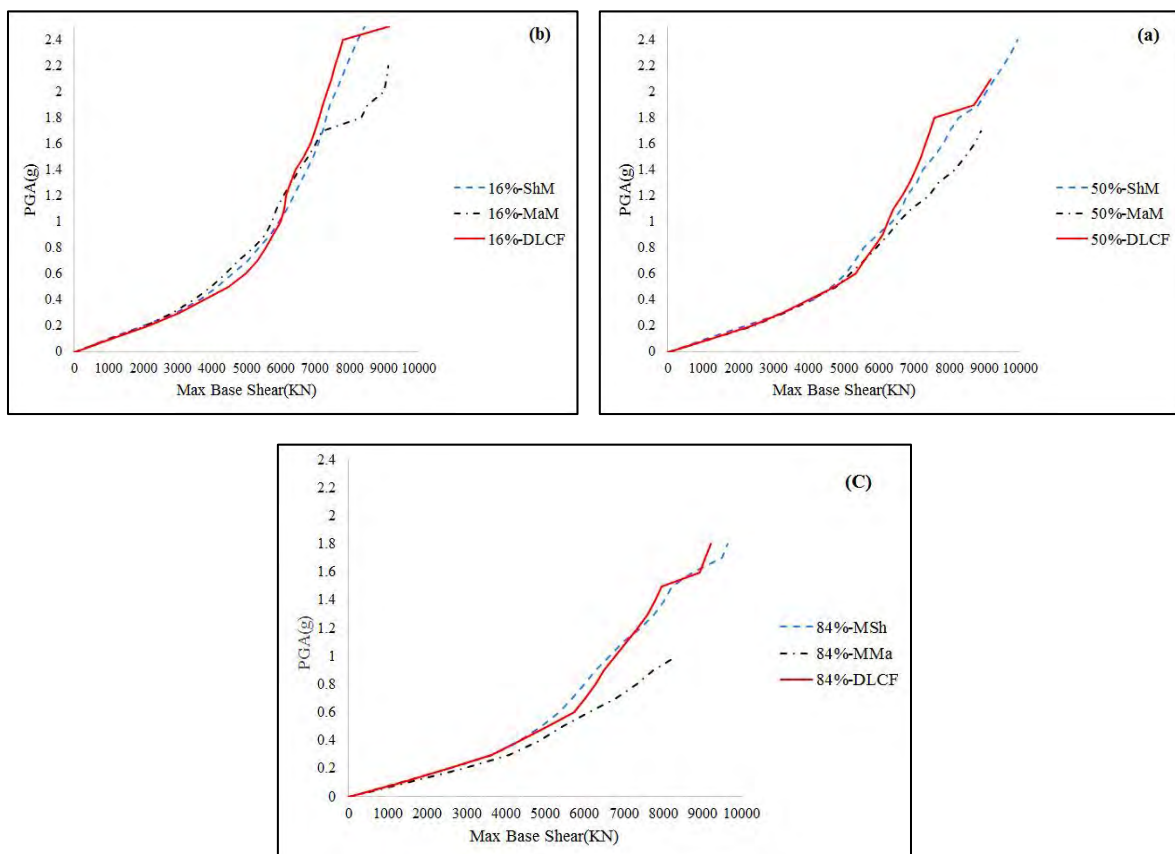 (b)
PGA(g)
2.4
2.2
2
1.8
1.6
1.4
1.2
1
0.8
0.6
0.4
0.2
0
0 1000 2000 3000 4000 5000 6000 7000 8000 9000 10000
Max Base Shear(KN)
16%-ShM
16%-MaM
16%-DLCF
(a)
PGA(g)
2.4
2.2
2
1.8
1.6
1.4
1.2
1
0.8
0.6
0.4
0.2
0
0 1000 2000 3000 4000 5000 6000 7000 8000 9000 10000
Max Base Shear(KN)
50%-ShM
50%-MaM
50%-DLCF
(C)
PGA(g)
2.4
2.2
2
1.8
1.6
1.4
1.2
1
0.8
0.6
0.4
0.2
0
0 1000 2000 3000 4000 5000 6000 7000 8000 9000 10000
Max Base Shear(KN)
84%-MSh
84%-MMa
84%-DLCF